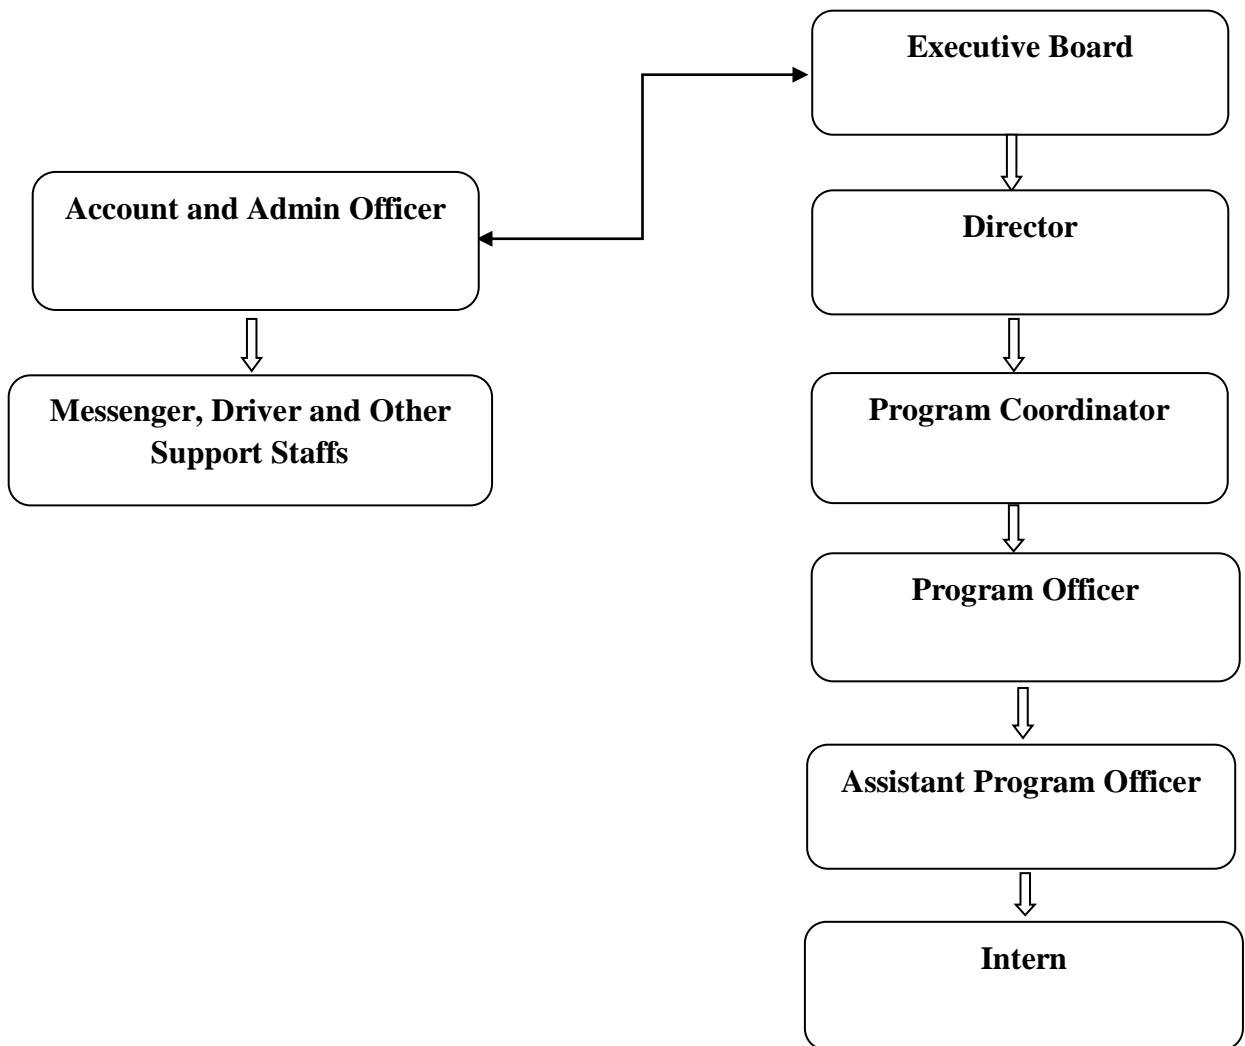 Executive Board
Account and Admin Officer
Director
Messenger, Driver and Other
Support Staffs
Program Coordinator
Program Officer
Assistant Program Officer
Intern